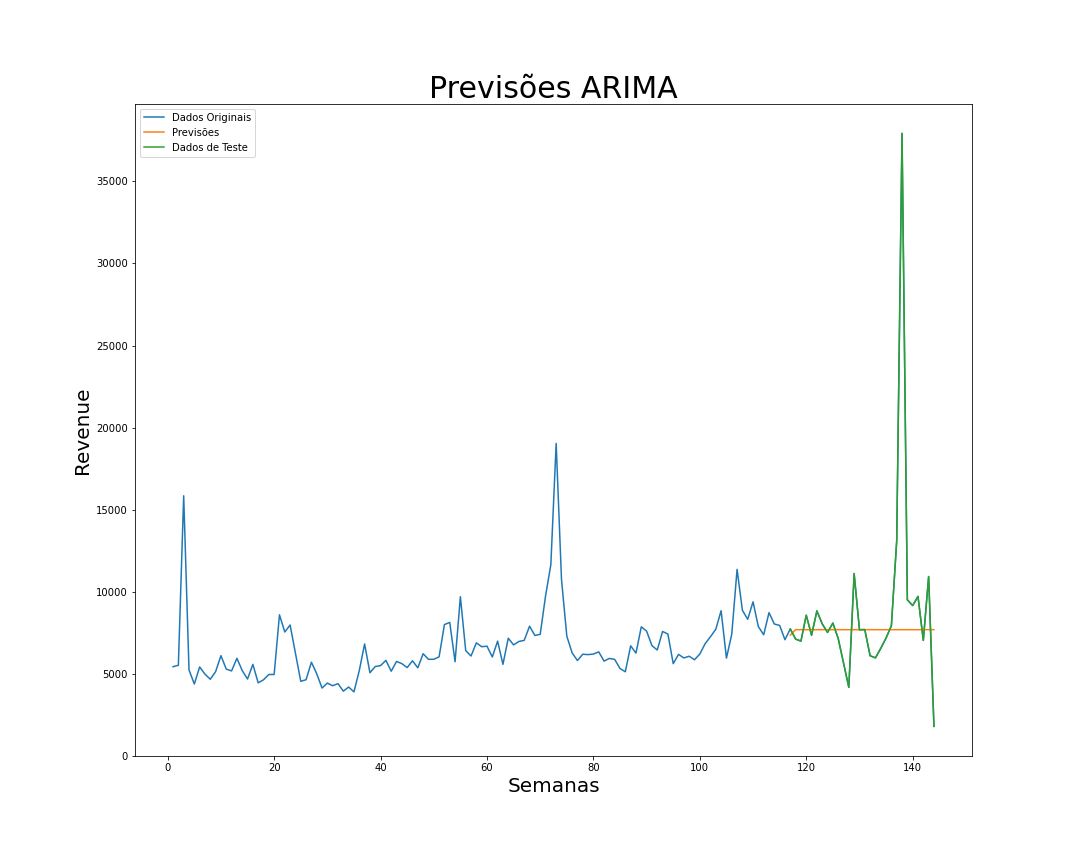 Previsões ARIMA
Dados Originais
Previsões
Dados de Teste
Revenue
35000
30000
25000
20000
15000
10000
5000
0
0 20 40 60 80 100 120 140
Semanas